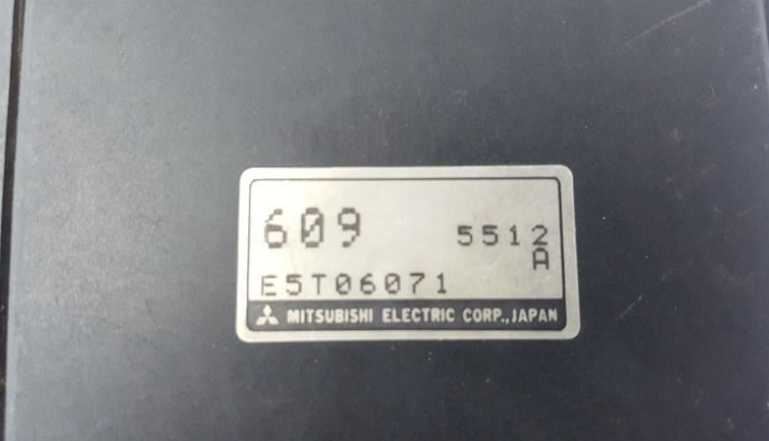 609 5512
A
E5T06071
MITSUBISHI ELECTRIC CORP., JAPAN